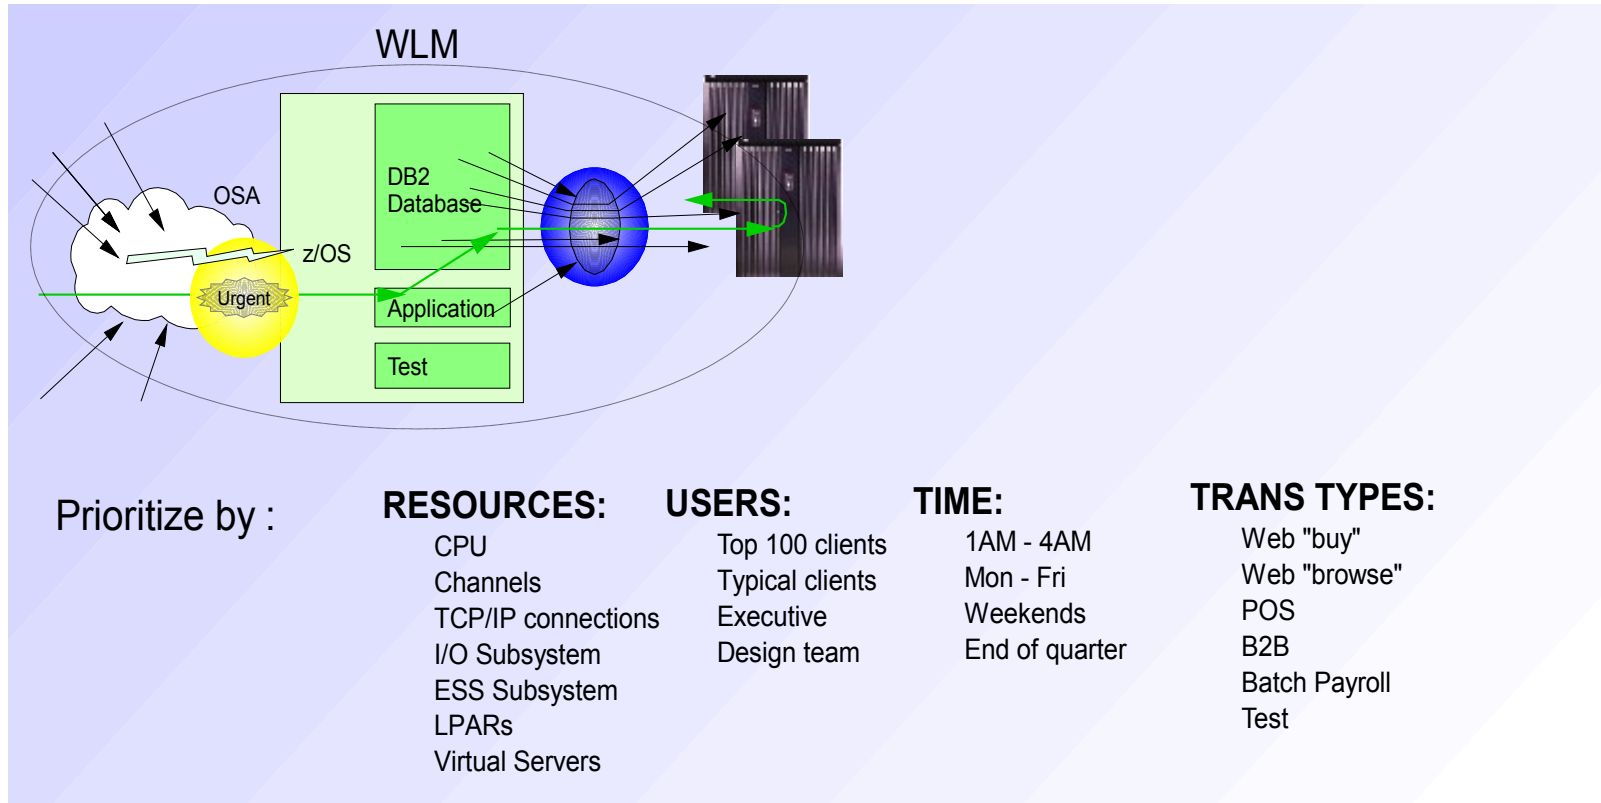 WLM
OSA
z/OS
Urgent
DB2
Database
Application
Test
Prioritize by :
RESOURCES:
CPU
Channels
TCP/IP connections
I/O Subsystem
ESS Subsystem
LPARs
Virtual Servers
USERS:
Top 100 clients
Typical clients
Executive
Design team
TIME:
1AM - 4AM
Mon - Fri
Weekends
End of quarter
TRANS TYPES:
Web "buy"
Web "browse"
POS
B2B
Batch Payroll
Test